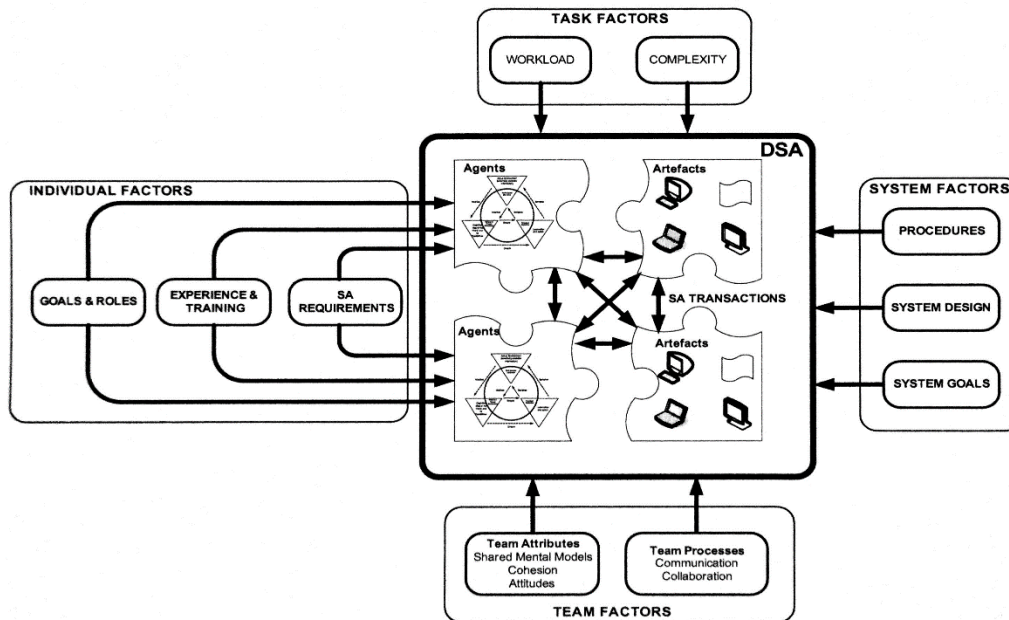 TASK FACTORS
WORKLOAD
COMPLEXITY
DSA
Agents
Artefacts
INDIVIDUAL FACTORS
SYSTEM FACTORS
PROCEDURES
GOALS & ROLES
EXPERIENCE &
TRAINING
SA
REQUIREMENTS
SA TRANSACTIONS
SYSTEM DESIGN
Agents
Artefacts
SYSTEM GOALS
Team Attributes
Shared Mental Models
Cohesion
Attitudes
Team Processes
Communication
Collaboration
TEAM FACTORS